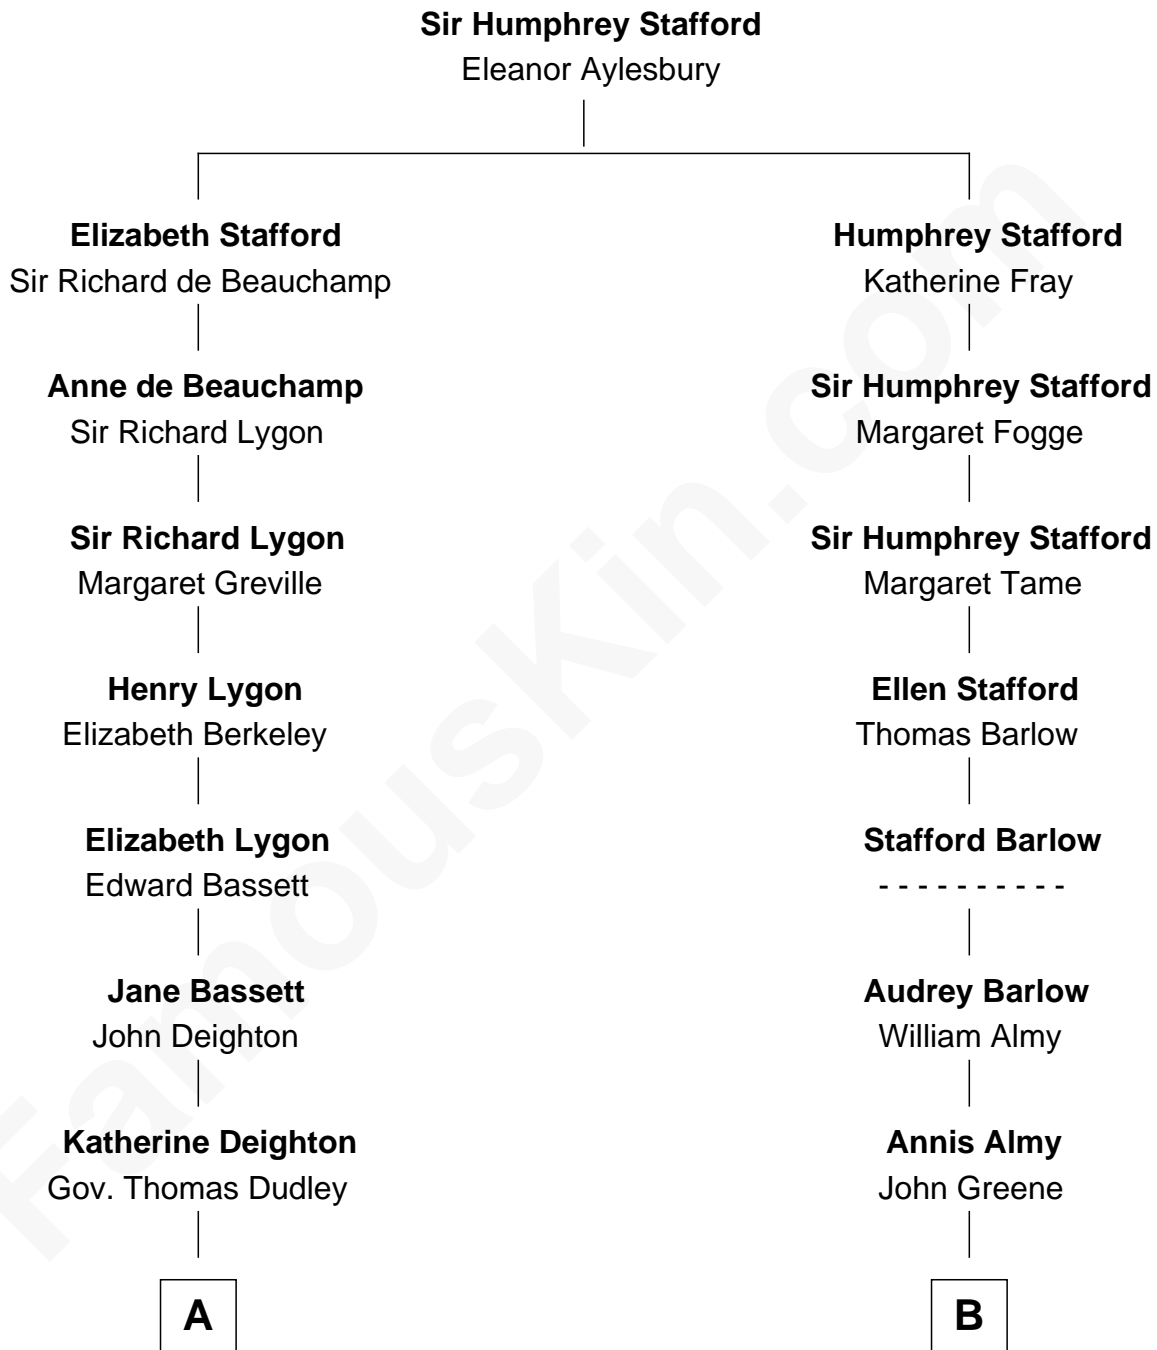 Sir Humphrey Stafford
Eleanor Aylesbury
Elizabeth Stafford
Sir Richard de Beauchamp
Humphrey Stafford
Katherine Fray
Anne de Beauchamp
Sir Richard Lygon
Sir Humphrey Stafford
Margaret Fogge
Sir Richard Lygon
Margaret Greville
Sir Humphrey Stafford
Margaret Tame
Henry Lygon
Elizabeth Berkeley
Ellen Stafford
Thomas Barlow
Elizabeth Lygon
Edward Bassett
Stafford Barlow
- - - - - - - - - -
Jane Bassett
John Deighton
Audrey Barlow
William Almy
Katherine Deighton
Gov. Thomas Dudley
Annis Almy
John Greene
A
B
FamousKin.com